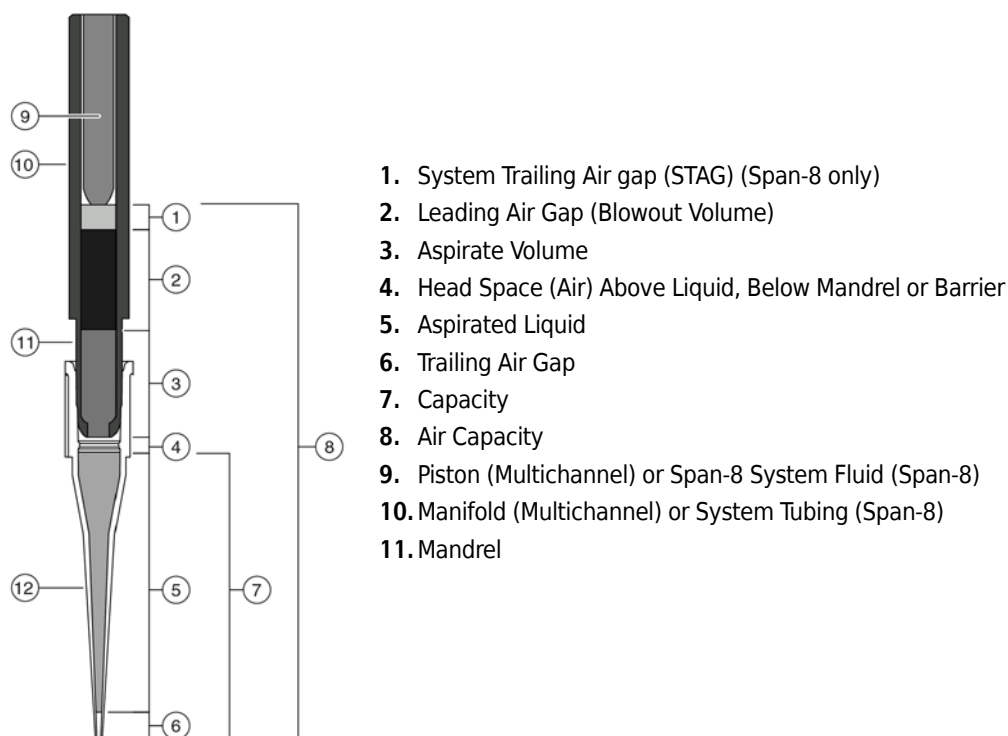 9
10
1
2
11
3
4
8
12
5
7
6
1. System Trailing Air gap (STAG) (Span-8 only)
2. Leading Air Gap (Blowout Volume)
3. Aspirate Volume
4. Head Space (Air) Above Liquid, Below Mandrel or Barrier
5. Aspirated Liquid
6. Trailing Air Gap
7. Capacity
8. Air Capacity
9. Piston (Multichannel) or Span-8 System Fluid (Span-8)
10. Manifold (Multichannel) or System Tubing (Span-8)
11. Mandrel